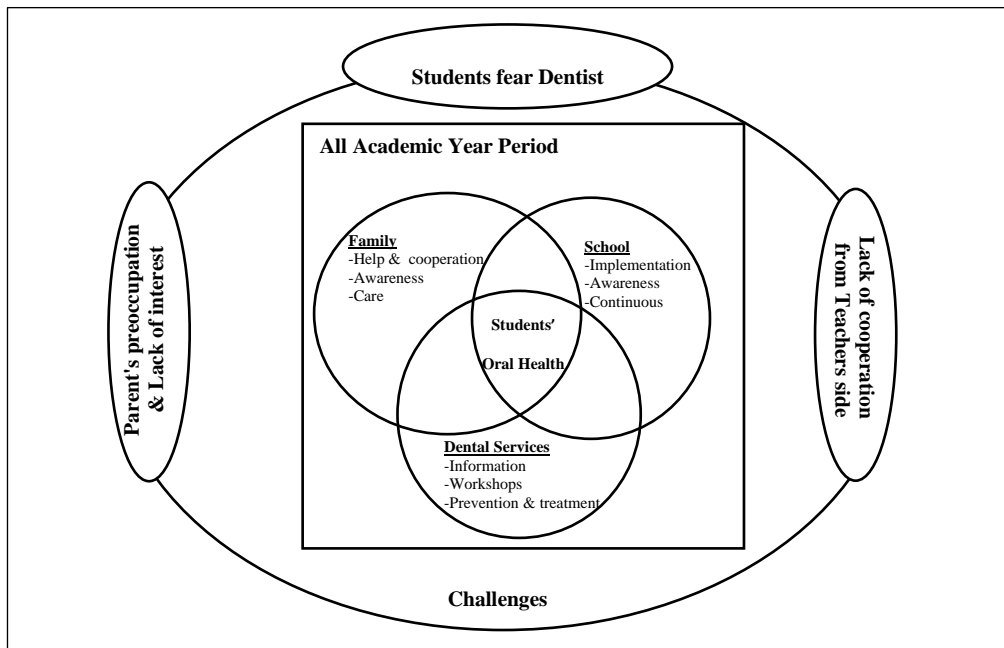 Students fear Dentist
All Academic Year Period
Parent's preoccupation
& Lack of interest
Family
-Help & cooperation
-Awareness
-Care
School
-Implementation
-Awareness
-Continuous
Students'
Oral Health
Dental Services
-Information
-Workshops
-Prevention & treatment
Lack of cooperation
from Teachers side
Challenges